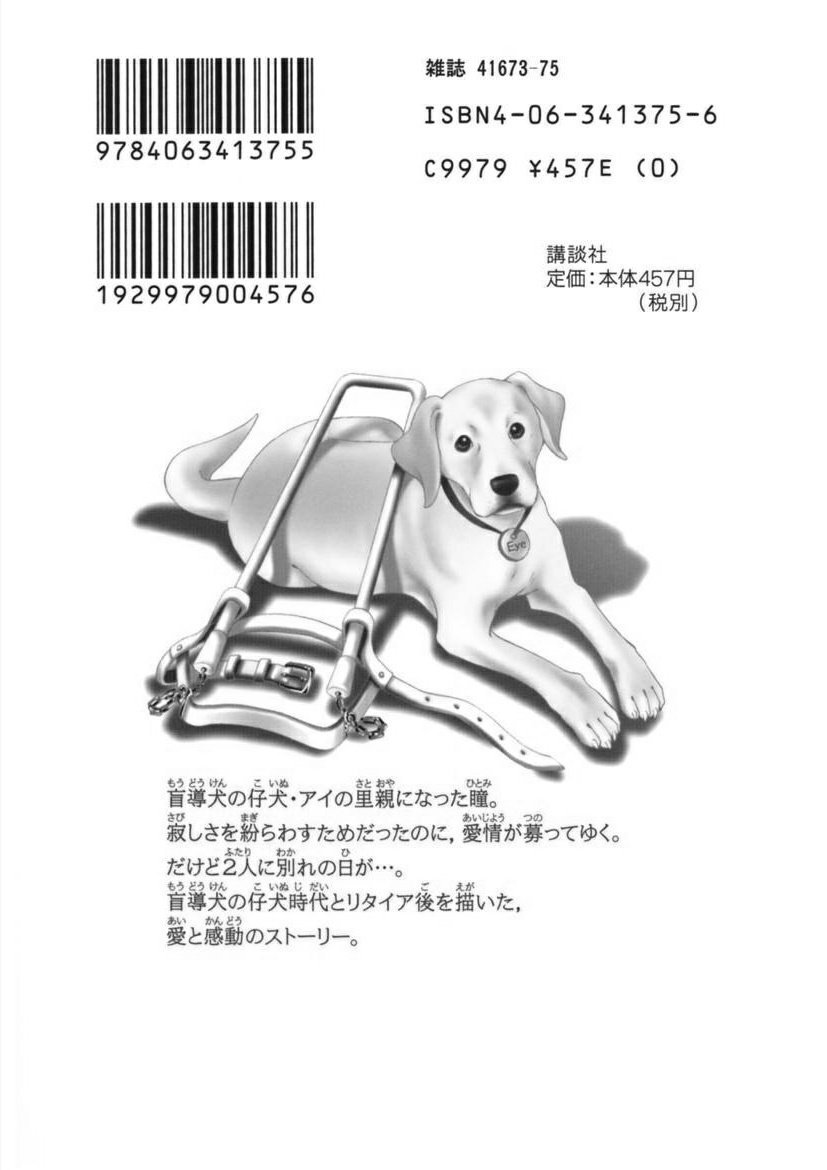 雑誌 41673-75
ISBN4-06-341375-6
C9979 ¥457E (0)
9784063413755
1929979004576
講談社
定価：本体457円
（税別）
Eye
盲導犬の仔犬・アイの里親になった瞳。
寂しさを紛らわすためだったのに，愛情が募ってゆく。
だけど2人に別れの日が…。
盲導犬の仔犬時代とリタイア後を描いた，
愛と感動のストーリー。